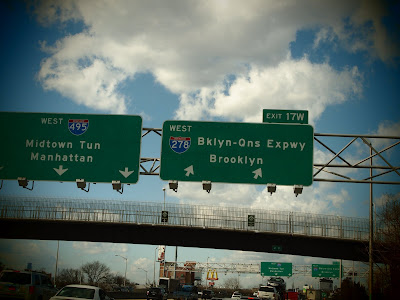 WEST 495
Midtown Tun
Manhattan
EXIT 17W
WEST
278
Bklyn-Qns Expwy
Brooklyn